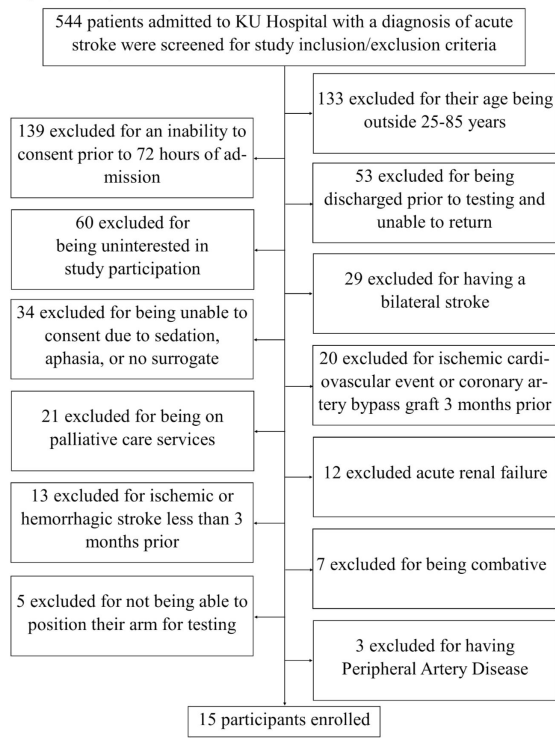 544 patients admitted to KU Hospital with a diagnosis of acute
stroke were screened for study inclusion/exclusion criteria
133 excluded for their age being
outside 25-85 years
139 excluded for an inability to
consent prior to 72 hours of ad-
mission
53 excluded for being
discharged prior to testing and
unable to return
60 excluded for
being uninterested in
study participation
29 excluded for having a
bilateral stroke
34 excluded for being unable to
consent due to sedation,
aphasia, or no surrogate
20 excluded for ischemic cardi-
ovascular event or coronary ar-
tery bypass graft 3 months prior
21 excluded for being on
palliative care services
12 excluded acute renal failure
13 excluded for ischemic or
hemorrhagic stroke less than 3
months prior
7 excluded for being combative
5 excluded for not being able to
position their arm for testing
3 excluded for having
Peripheral Artery Disease
15 participants enrolled